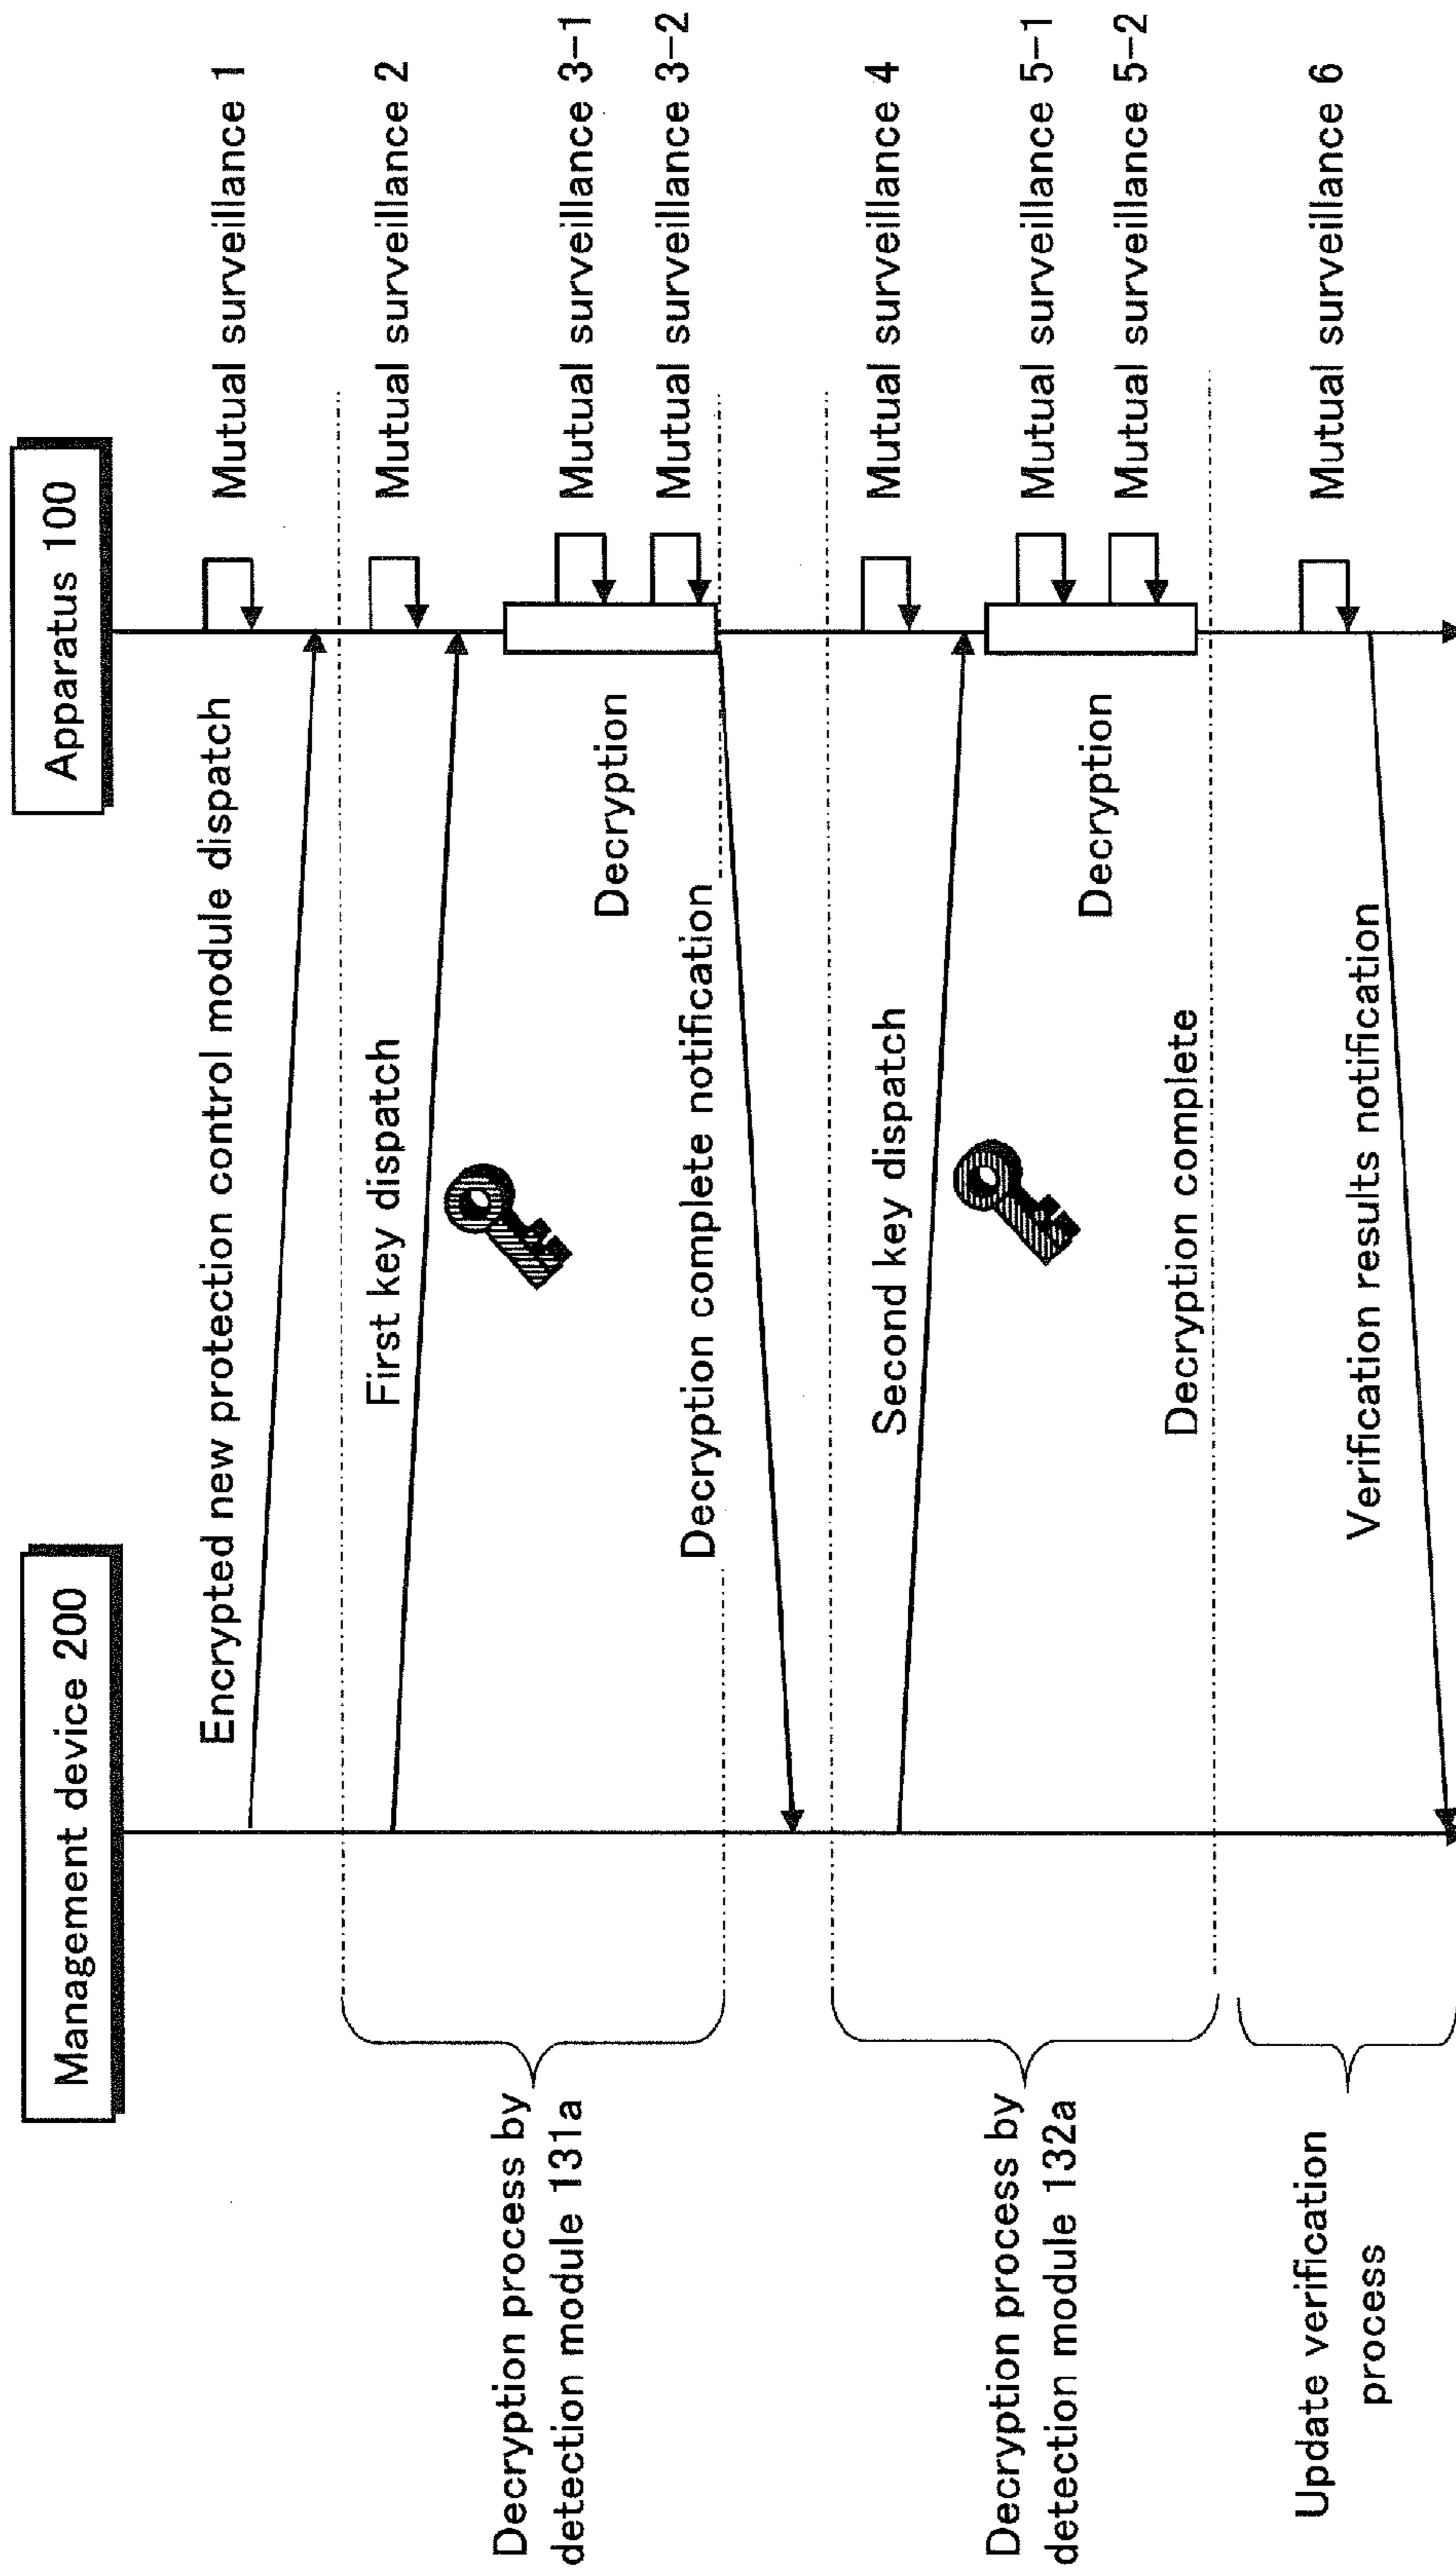 Management device 200
Apparatus 100
Encrypted new protection control module dispatch
Mutual surveillance 1
Decryption process by
detection module 131a
First key dispatch
Mutual surveillance 2
Mutual surveillance 3-1
Decryption
Mutual surveillance 3-2
Decryption complete notification
Decryption process by
detection module 132a
Second key dispatch
Mutual surveillance 4
Mutual surveillance 5-1
Decryption
Mutual surveillance 5-2
Decryption complete
Update verification
process
Mutual surveillance 6
Verification results notification